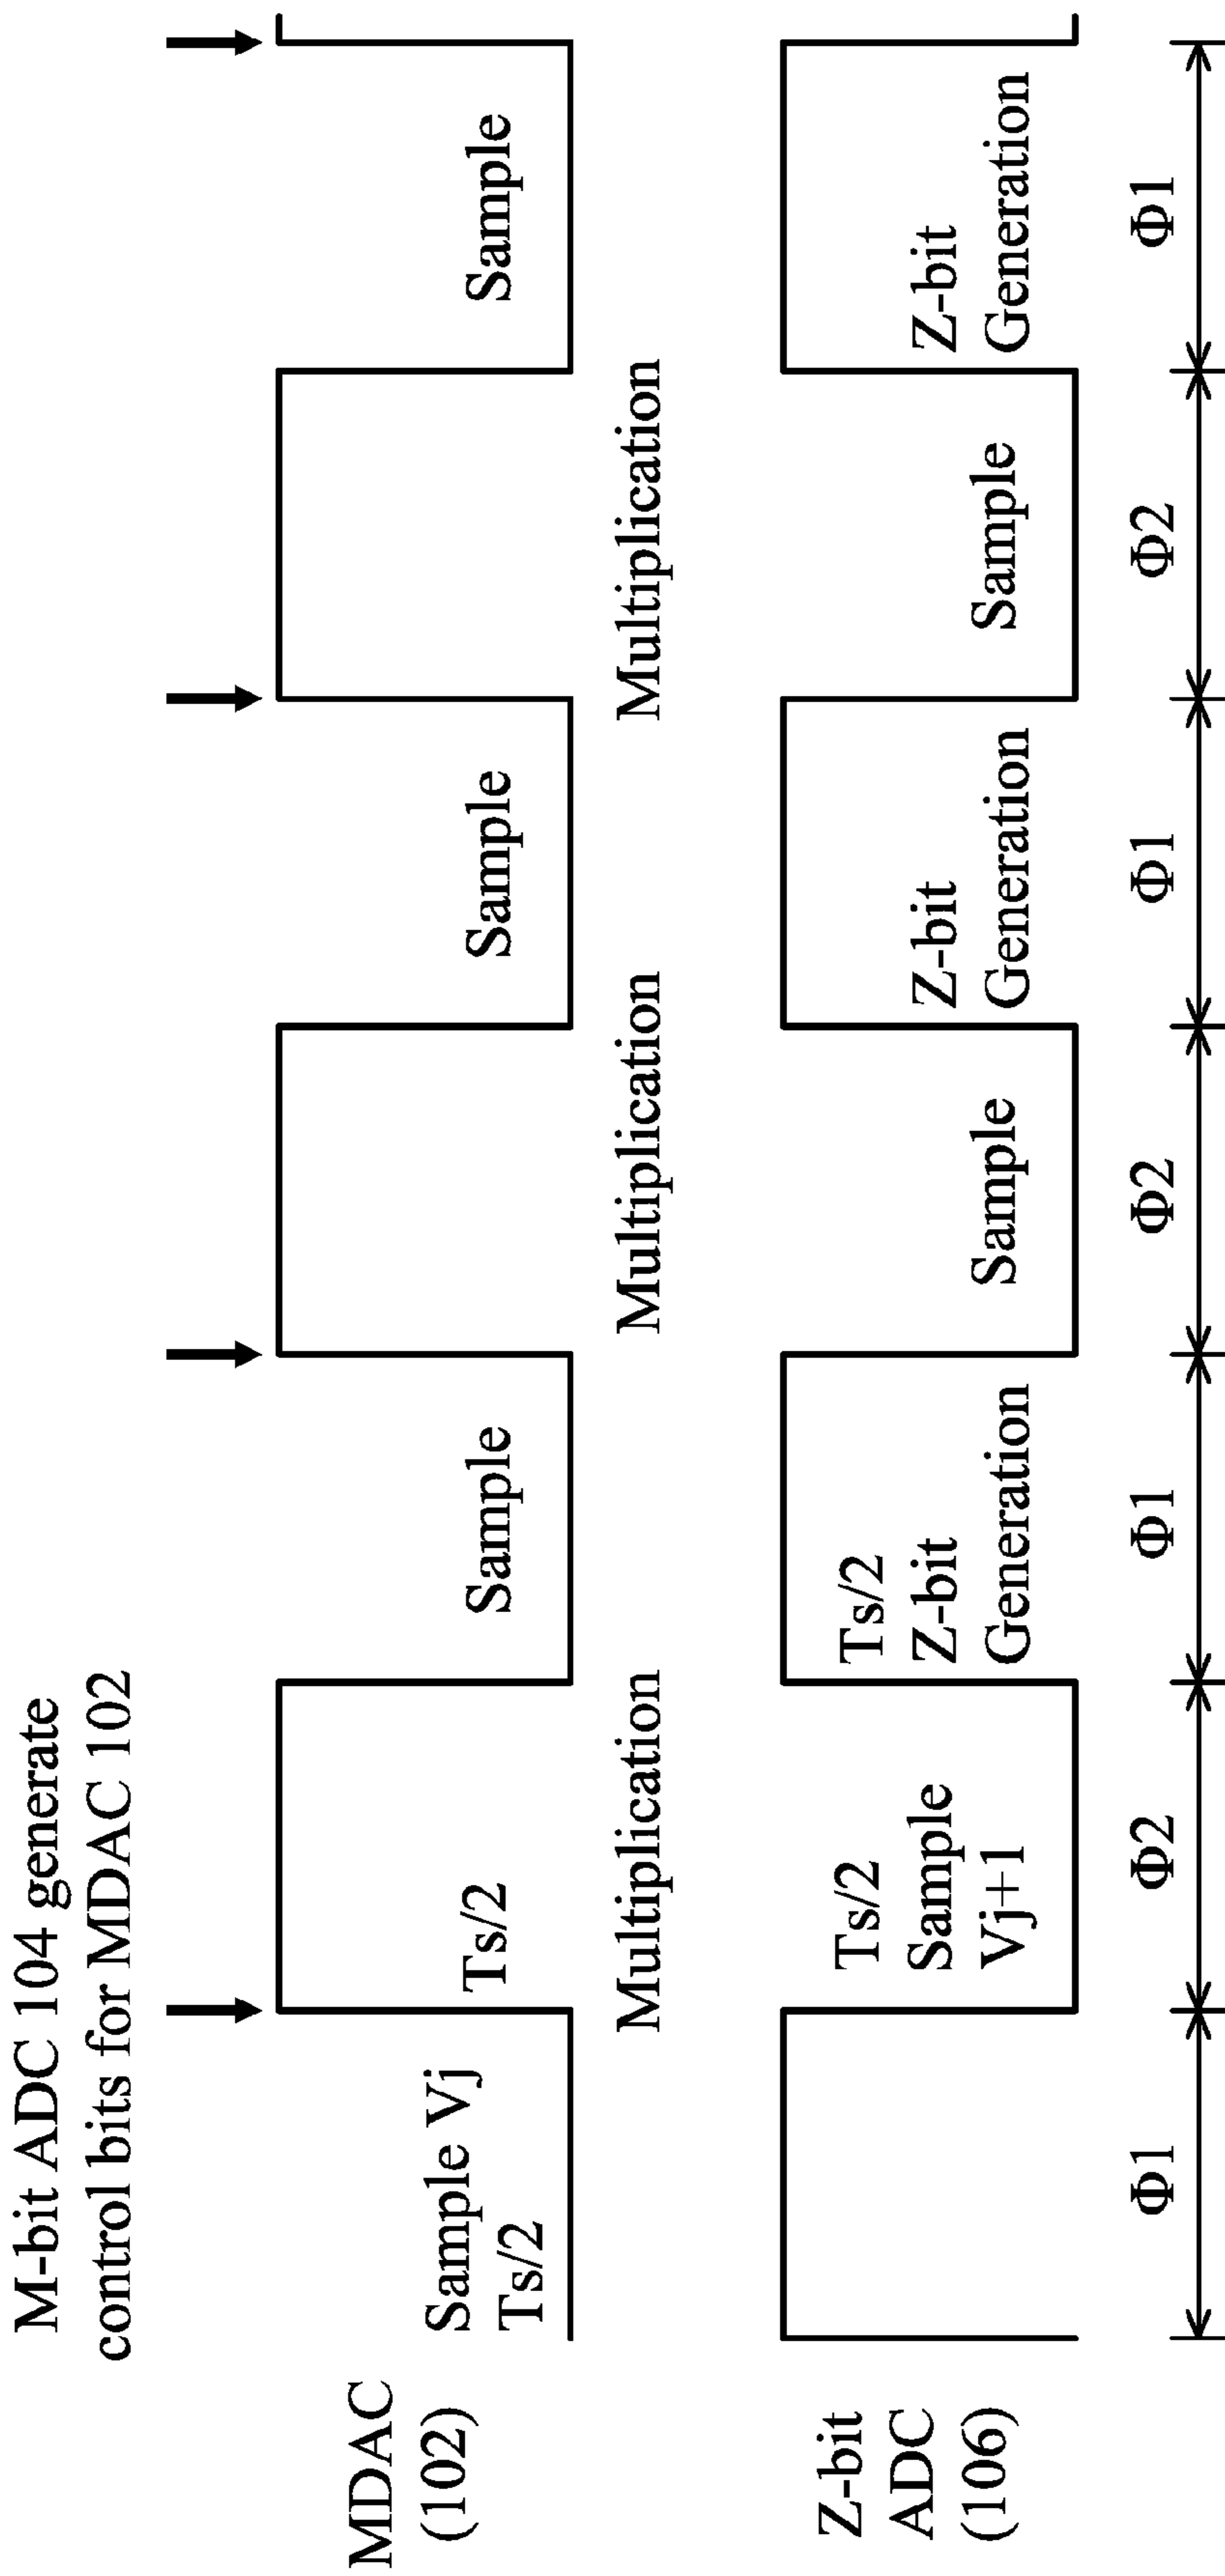 M-bit ADC 104 generate
control bits for MDAC 102
MDAC
(102)
Sample Vj
Ts/2
Ts/2
Sample
Sample
Sample
Multiplication
Multiplication
Multiplication
Z-bit
ADC
(106)
Ts/2
Sample
Vj+1
Ts/2
Z-bit
Generation
Sample
Z-bit
Generation
Sample
Z-bit
Generation
Φ1
Φ2
Φ1
Φ2
Φ1
Φ2
Φ1